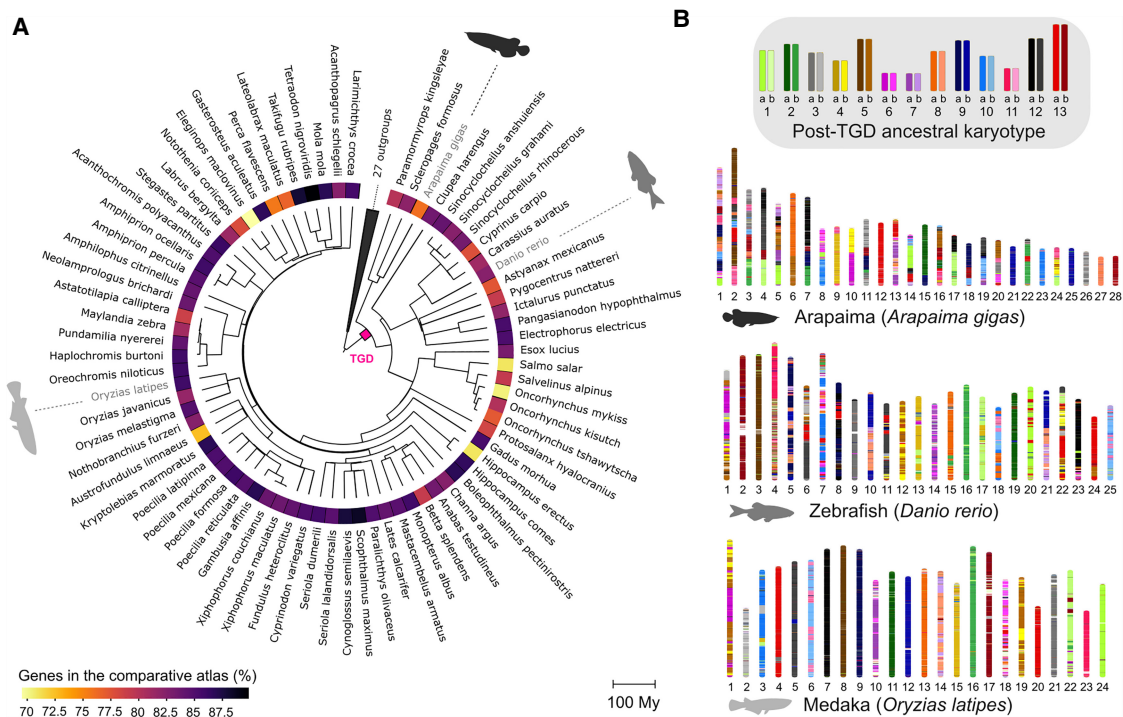 A
27 outgroups
Paramormyrops kingsleyae
Scleropages formosus
Arapaima gigas
Clupea harengus
Sinocyclocheilus anshuiensis
Sinocyclocheilus grahami
Sinocyclocheilus rhinocerous
Cyprinus carpio
Carassius auratus
Danio rerio
Astyanax mexicanus
Pygocentrus nattereri
Ictalurus punctatus
Pangasianodon hypophthalmus
Electrophorus electricus
Esox lucius
Salmo salar
Salvelinus alpinus
Oncorhynchus mykiss
Oncorhynchus kisutch
Oncorhynchus tshawytscha
Protosalanx hyalocranius
Gadus morhua
Hippocampus erectus
Hippocampus comes
Boleophthalmus pectinirostris
Channa argus
Anabas testudineus
Betta splendens
Monopterus albus
Mastacembelus armatus
Lates calcarifer
Paralichthys olivaceus
Scophthalmus maximus
Cynoglossus semilaevis
Seriola lalandidorsalis
Seriola dumerili
Cyprinodon variegatus
Fundulus heteroclitus
Xiphophorus maculatus
Xiphophorus couchianus
Gambusia affinis
Poecilia reticulata
Poecilia formosa
Poecilia mexicana
Poecilia latipinna
Kryptolebias marmoratus
Austrofundulus limnaeus
Nothobranchius furzeri
Oryzias melastigma
Oryzias javanicus
Oryzias latipes
Oreochromis niloticus
Haplochromis burtoni
Pundamilia nyererei
Maylandia zebra
Astatotilapia calliptera
Neolamprologus brichardi
Amphilophus citrinellus
Amphiprion percula
Amphiprion ocellaris
Stegastes partitus
Acanthochromis polyacanthus
Labrus bergylta
Notothenia coriiceps
Eleginops maclovinus
Gasterosteus aculeatus
Perca flavescens
Lateolabrax maculatus
Takifugu rubripes
Tetraodon nigroviridis
Mola mola
Acanthopagrus schlegelii
Larimichthys crocea
TGD
Genes in the comparative atlas (%)
70 72.5 75 77.5 80 82.5 85 87.5
100 My
B
a b a b a b a b a b a b a b a b a b a b a b a b a b
1 2 3 4 5 6 7 8 9 10 11 12 13
Post-TGD ancestral karyotype
1 2 3 4 5 6 7 8 9 10 11 12 13 14 15 16 17 18 19 20 21 22 23 24 25 26 27 28
Arapaima (Arapaima gigas)
1 2 3 4 5 6 7 8 9 10 11 12 13 14 15 16 17 18 19 20 21 22 23 24 25
Zebrafish (Danio rerio)
1 2 3 4 5 6 7 8 9 10 11 12 13 14 15 16 17 18 19 20 21 22 23 24
Medaka (Oryzias latipes)